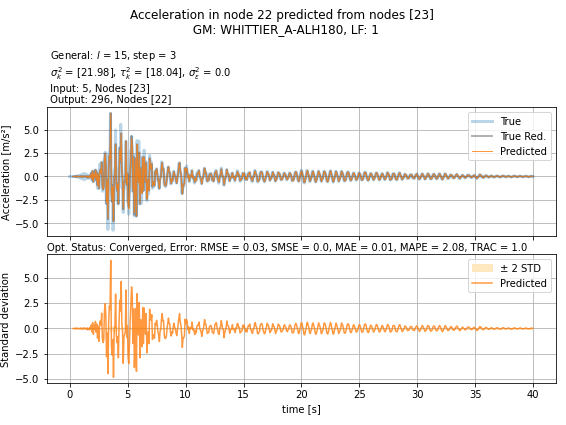 Acceleration in node 22 predicted from nodes [23]
GM: WHITTIER_A-ALH180, LF: 1
General: l = 15, step = 3
σ²ₖ = [21.98], τ²ₖ = [18.04], σ²ε = 0.0
Input: 5, Nodes [23]
Output: 296, Nodes [22]
True
True Red.
Predicted
Acceleration [m/s²]
5.0
2.5
0.0
−2.5
−5.0
Opt. Status: Converged, Error: RMSE = 0.03, SMSE = 0.0, MAE = 0.01, MAPE = 2.08, TRAC = 1.0
± 2 STD
Predicted
Standard deviation
5.0
2.5
0.0
−2.5
−5.0
0 5 10 15 20 25 30 35 40
time [s]